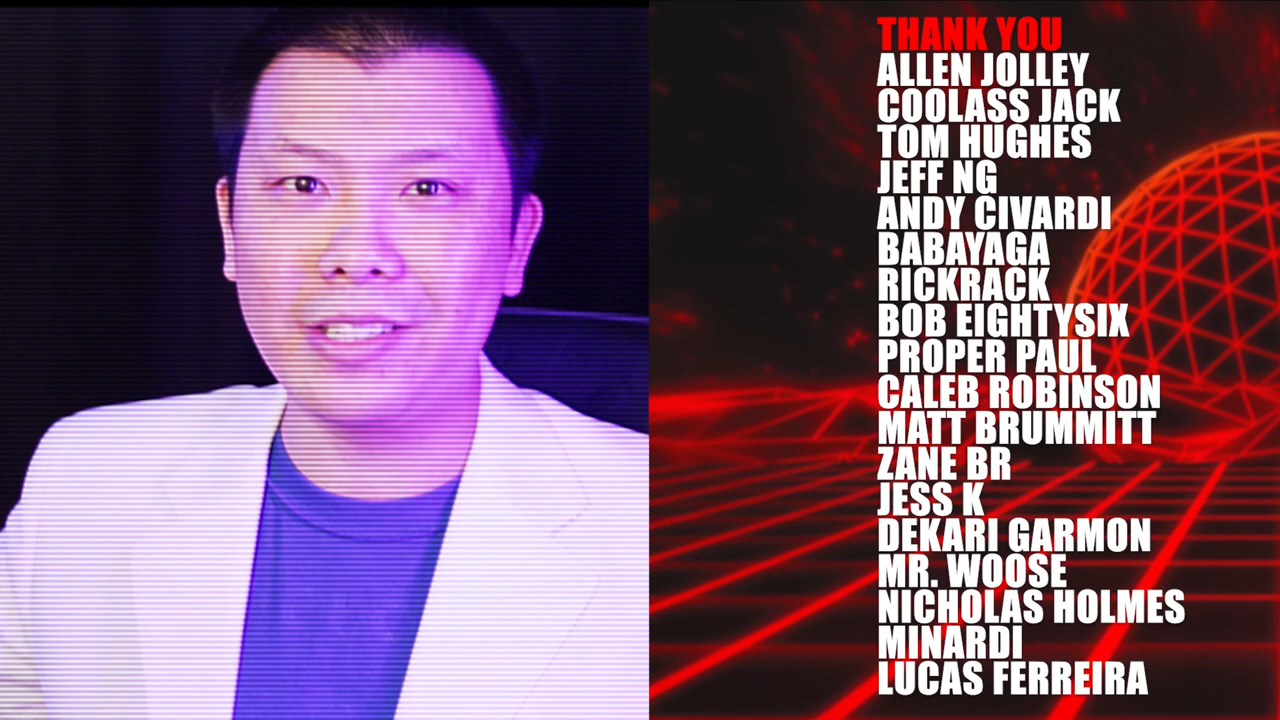 THANK YOU
ALLEN JOLLEY
COOLASS JACK
TOM HUGHES
JEFF NG
ANDY CIVARDI
BABAYAGA
RICKRACK
BOB EIGHTYSIX
PROPER PAUL
CALEB ROBINSON
MATT BRUMMITT
ZANE BR
JESS K
DEKARI GARMON
MR. WOOSE
NICHOLAS HOLMES
MINARDI
LUCAS FERREIRA